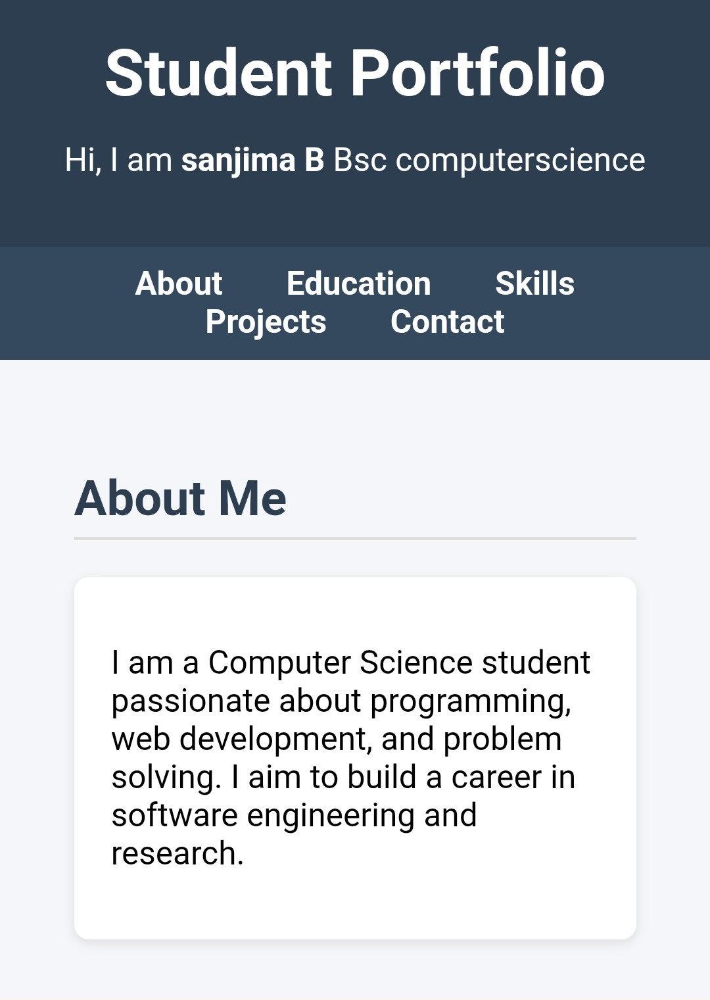 Student Portfolio
Hi, I am sanjima B Bsc computerscience
About Education Skills
Projects Contact
About Me
I am a Computer Science student
passionate about programming,
web development, and problem
solving. I aim to build a career in
software engineering and
research.